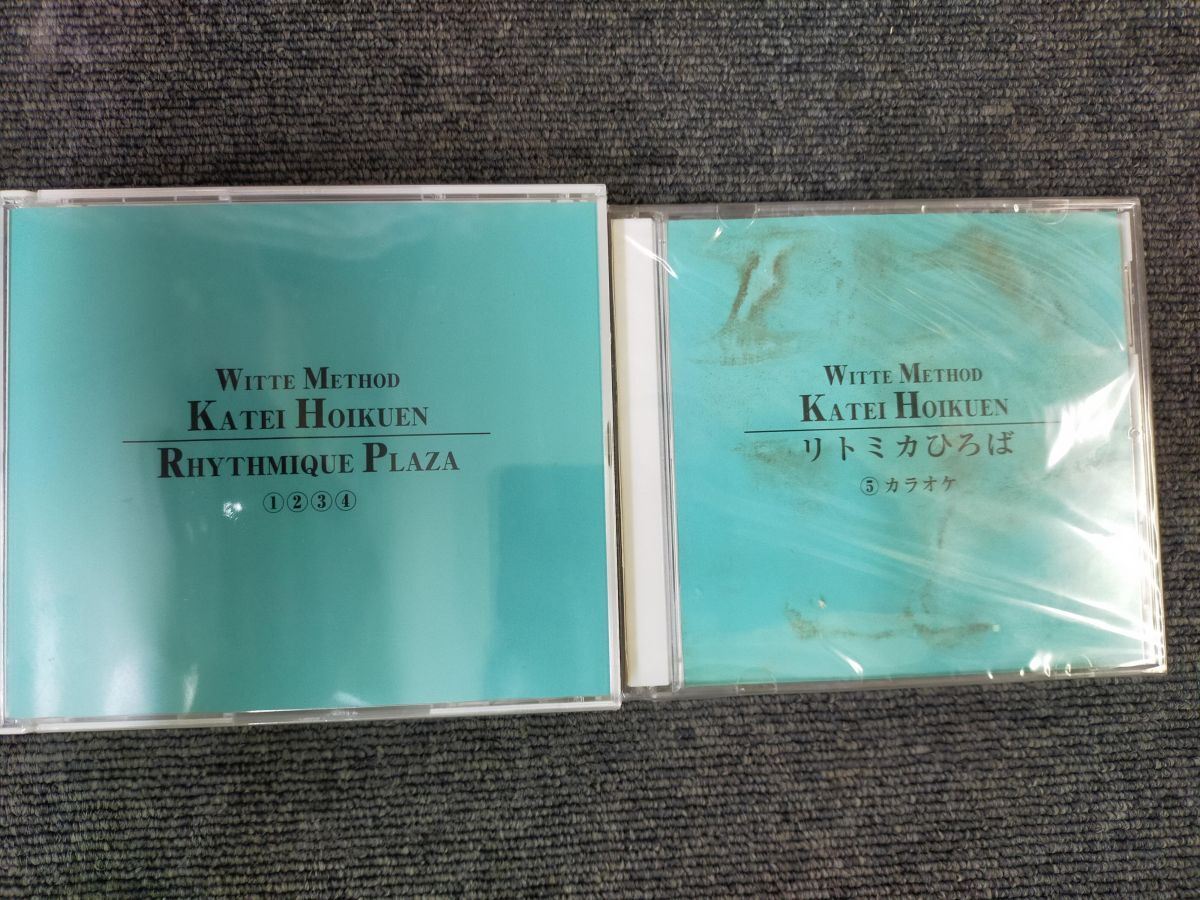 WITTE METHOD
KATEI HOIKUEN
RHYTHMIQUE PLAZA
①②③④
WITTE METHOD
KATEI HOIKUEN
リトミカひろば
⑤ カラオケ